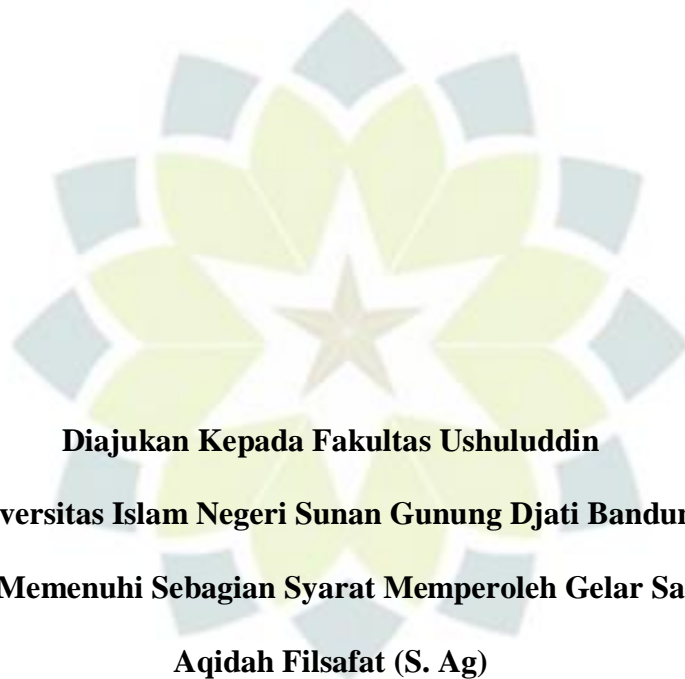 Diajukan Kepada Fakultas Ushuluddin
versitas Islam Negeri Sunan Gunung Djati Bandun
Memenuhi Sebagian Syarat Memperoleh Gelar Sa
Aqidah Filsafat (S. Ag)